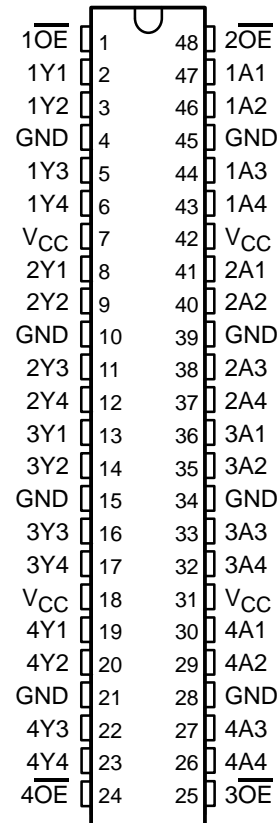 1O̅E̅ 1 48 2O̅E̅
1Y1 2 47 1A1
1Y2 3 46 1A2
GND 4 45 GND
1Y3 5 44 1A3
1Y4 6 43 1A4
VCC 7 42 VCC
2Y1 8 41 2A1
2Y2 9 40 2A2
GND 10 39 GND
2Y3 11 38 2A3
2Y4 12 37 2A4
3Y1 13 36 3A1
3Y2 14 35 3A2
GND 15 34 GND
3Y3 16 33 3A3
3Y4 17 32 3A4
VCC 18 31 VCC
4Y1 19 30 4A1
4Y2 20 29 4A2
GND 21 28 GND
4Y3 22 27 4A3
4Y4 23 26 4A4
4O̅E̅ 24 25 3O̅E̅